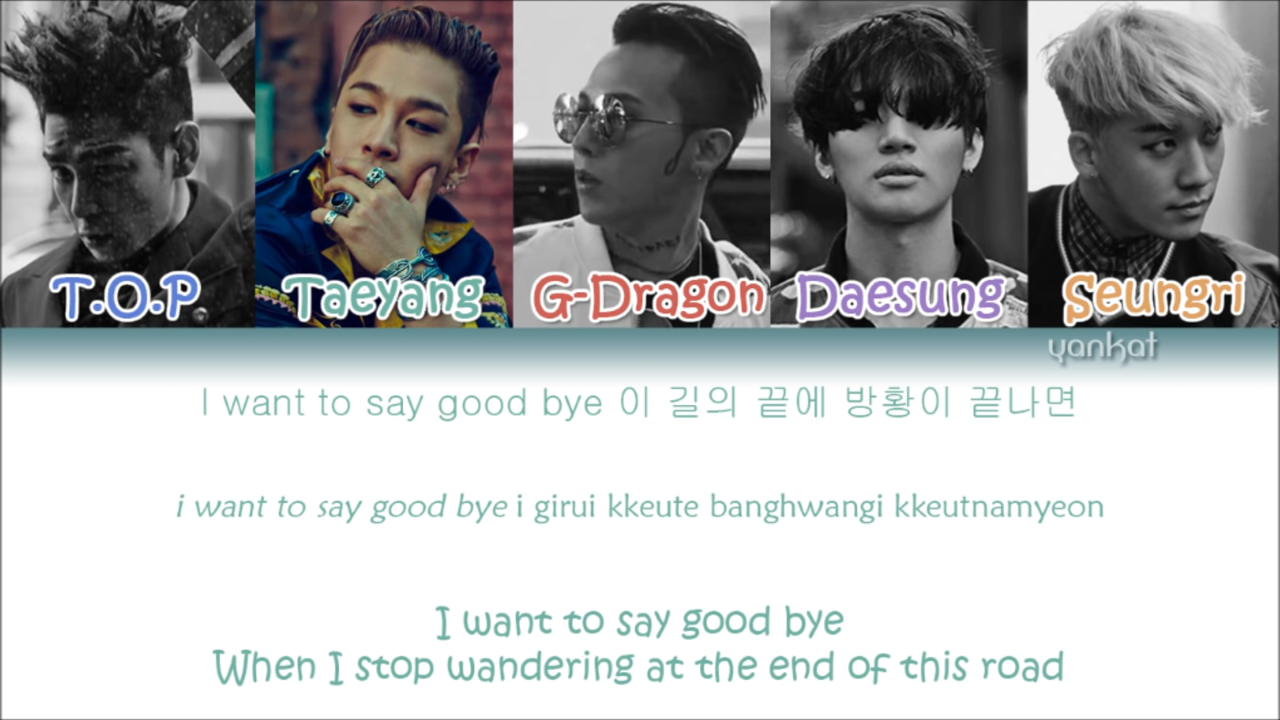 T.O.P Taeyang G-Dragon Daesung Seungri
yankat
I want to say good bye 이 길의 끝에 방황이 끝나면
i want to say good bye i girui kkeute banghwangi kkeutnamyeon
I want to say good bye
When I stop wandering at the end of this road